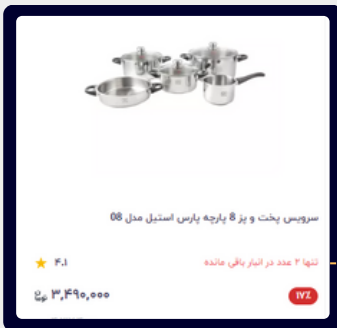 سرویس پخت و پز 8 پارچه پارس استیل مدل 08
تنها ۲ عدد در انبار باقی مانده
۴.۱
۱۷٪
۳,۴۹۰,۰۰۰ تومان